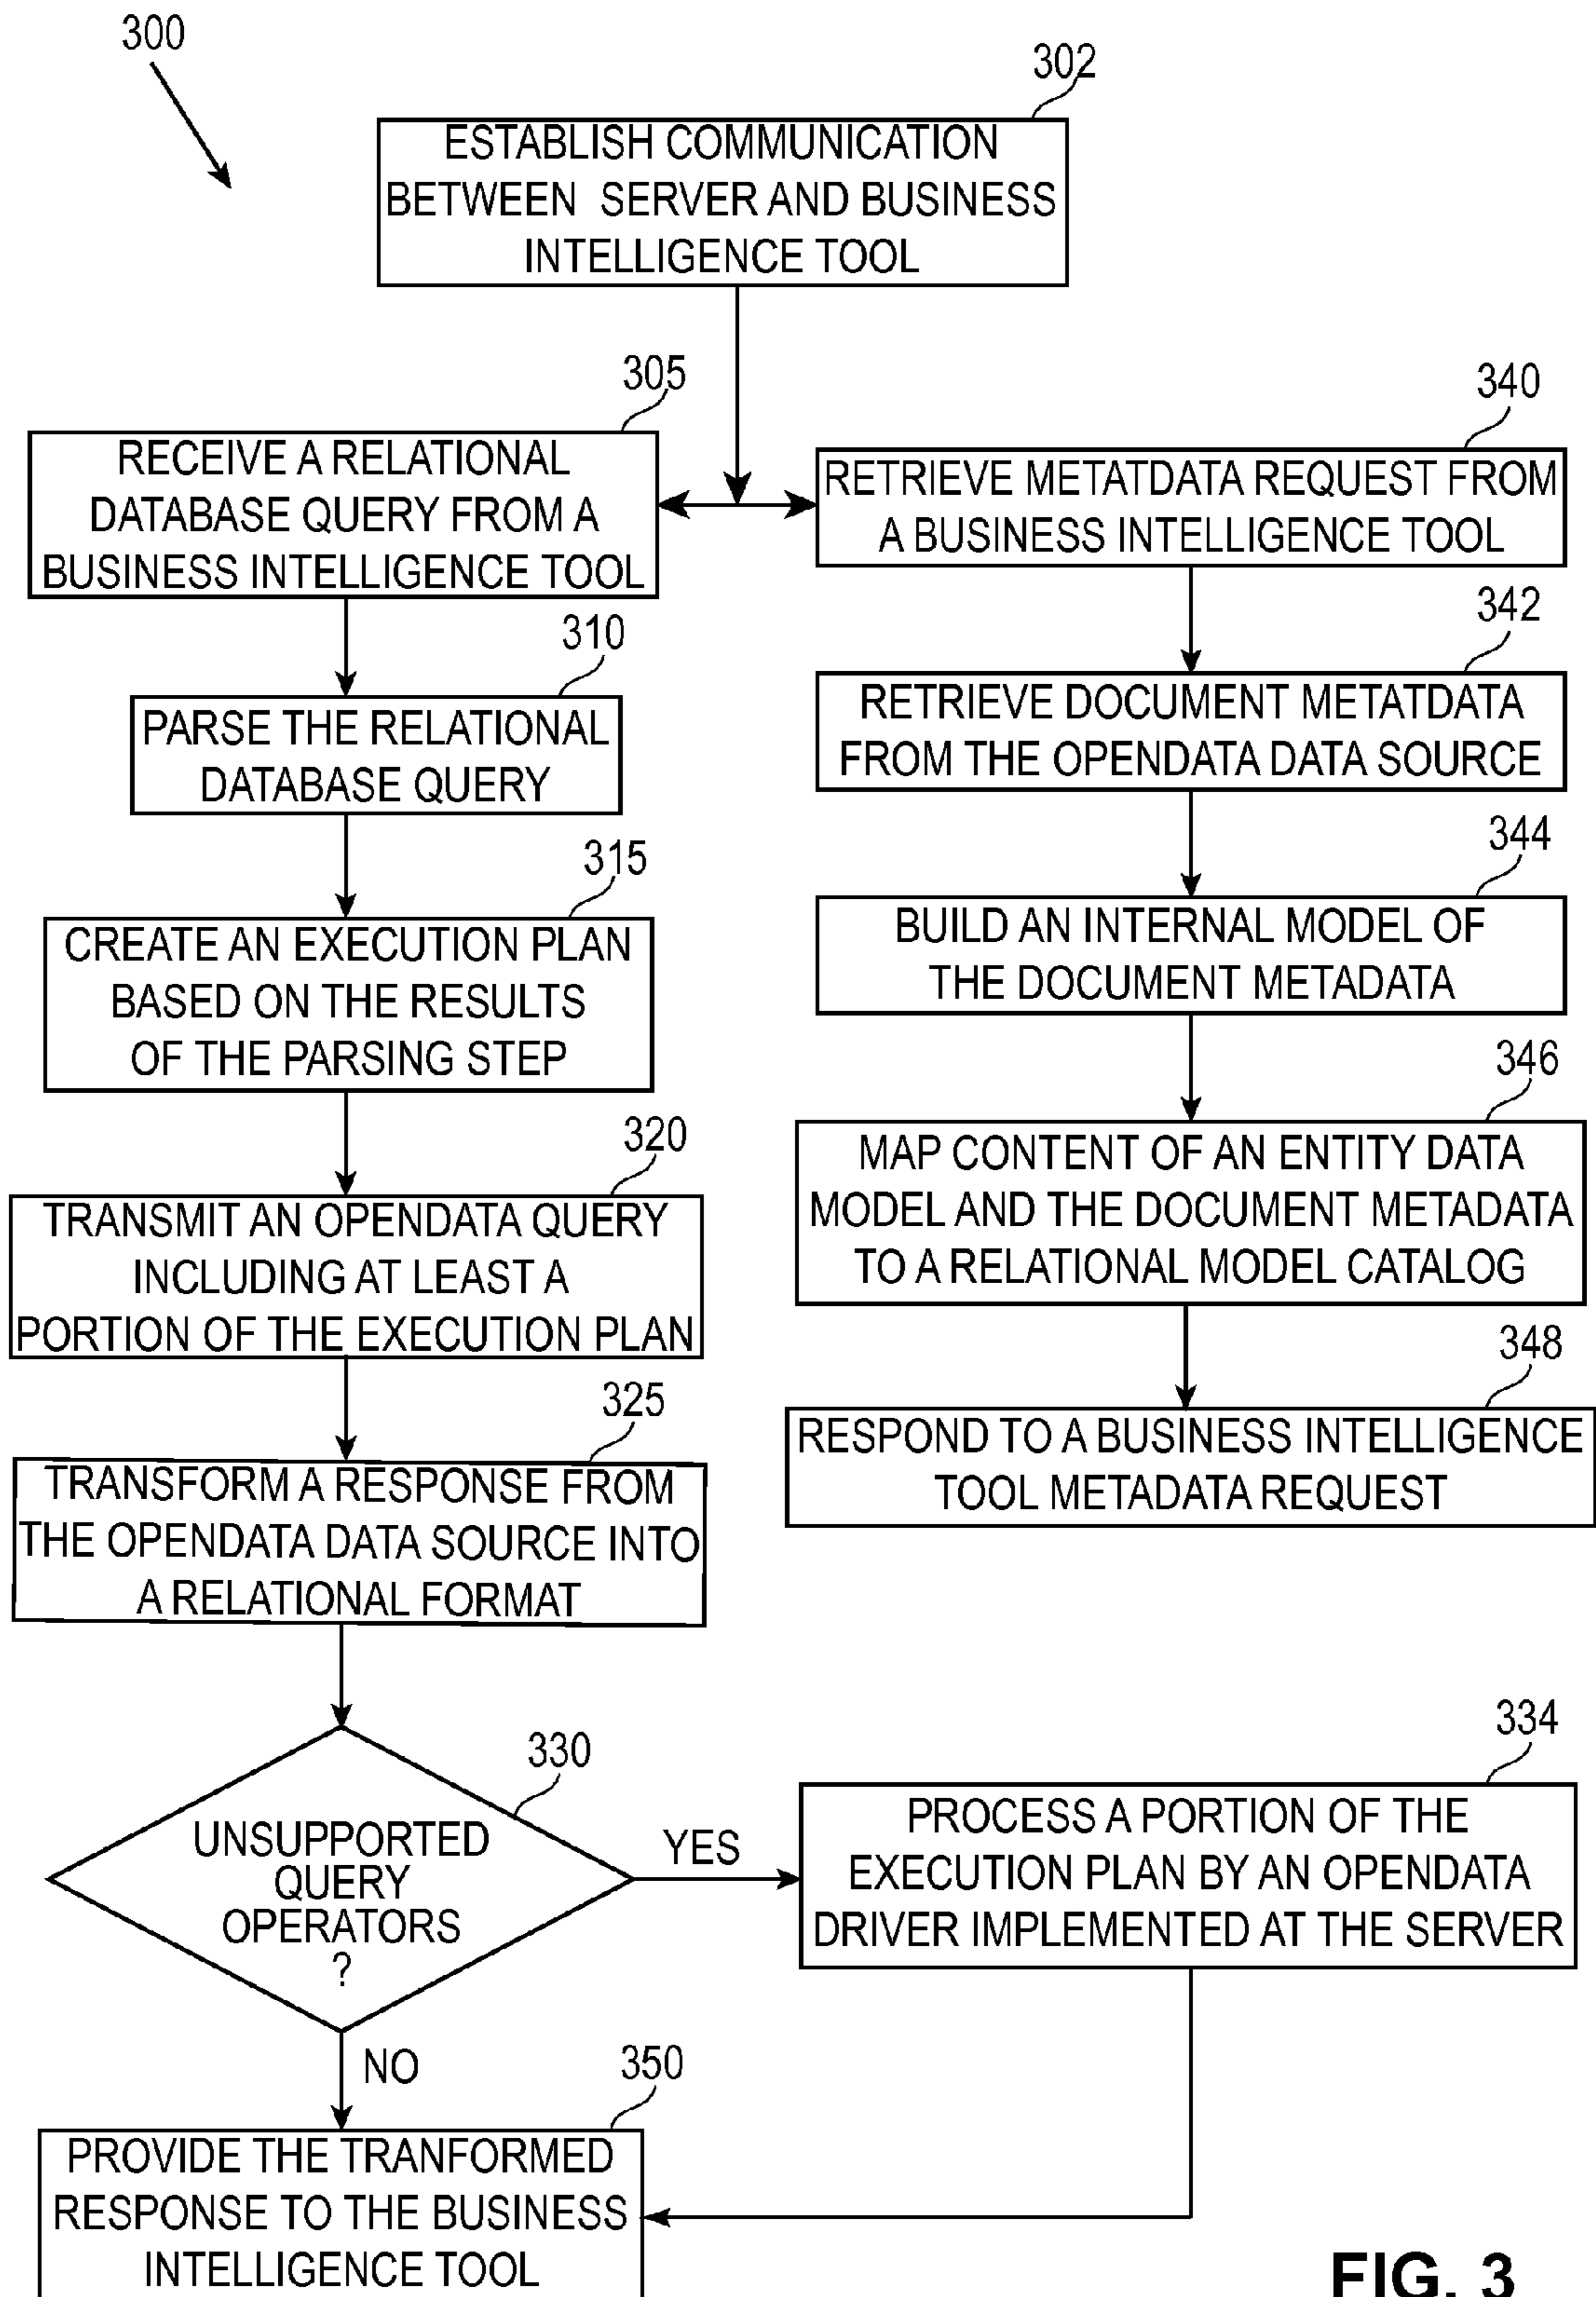 300
302
ESTABLISH COMMUNICATION
BETWEEN SERVER AND BUSINESS
INTELLIGENCE TOOL
305
RECEIVE A RELATIONAL
DATABASE QUERY FROM A
BUSINESS INTELLIGENCE TOOL
310
PARSE THE RELATIONAL
DATABASE QUERY
315
CREATE AN EXECUTION PLAN
BASED ON THE RESULTS
OF THE PARSING STEP
320
TRANSMIT AN OPENDATA QUERY
INCLUDING AT LEAST A
PORTION OF THE EXECUTION PLAN
325
TRANSFORM A RESPONSE FROM
THE OPENDATA DATA SOURCE INTO
A RELATIONAL FORMAT
330
UNSUPPORTED
QUERY
OPERATORS
?
YES
NO
340
RETRIEVE METATDATA REQUEST FROM
A BUSINESS INTELLIGENCE TOOL
342
RETRIEVE DOCUMENT METATDATA
FROM THE OPENDATA DATA SOURCE
344
BUILD AN INTERNAL MODEL OF
THE DOCUMENT METADATA
346
MAP CONTENT OF AN ENTITY DATA
MODEL AND THE DOCUMENT METADATA
TO A RELATIONAL MODEL CATALOG
348
RESPOND TO A BUSINESS INTELLIGENCE
TOOL METADATA REQUEST
334
PROCESS A PORTION OF THE
EXECUTION PLAN BY AN OPENDATA
DRIVER IMPLEMENTED AT THE SERVER
350
PROVIDE THE TRANFORMED
RESPONSE TO THE BUSINESS
INTELLIGENCE TOOL
FIG. 3